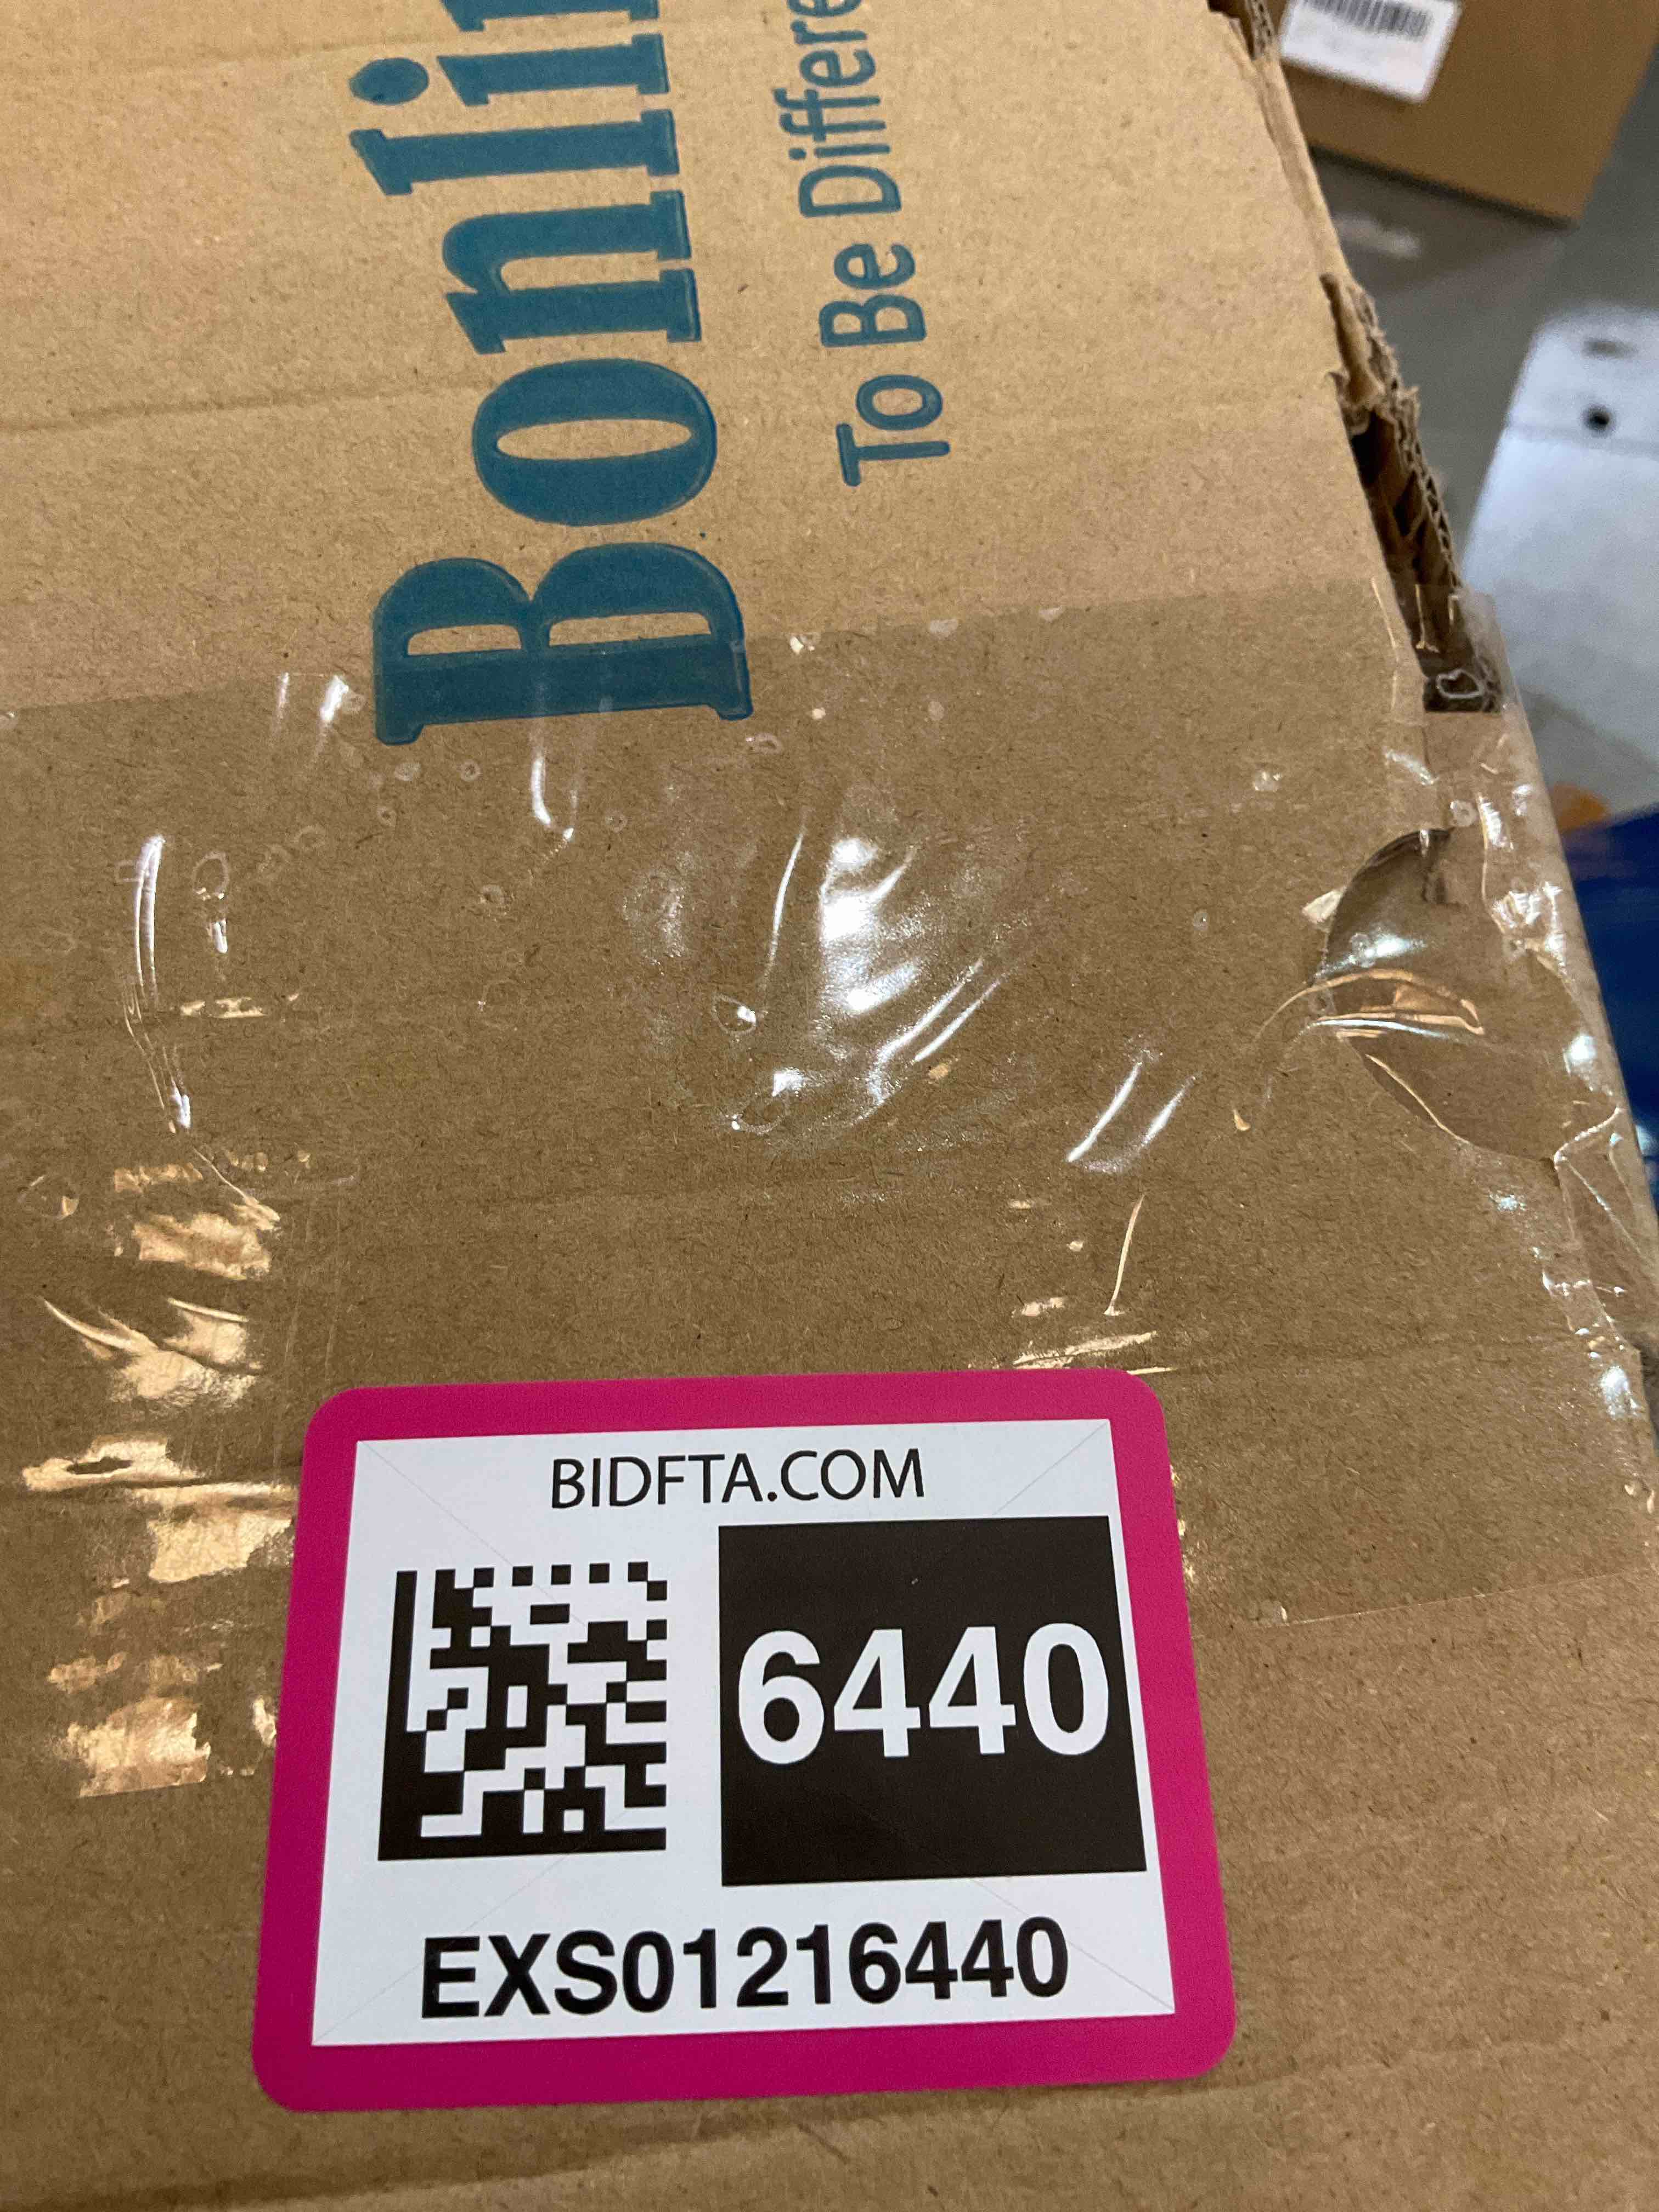 Bonli
To Be Differe
BIDFTA.COM
6440
EXS01216440